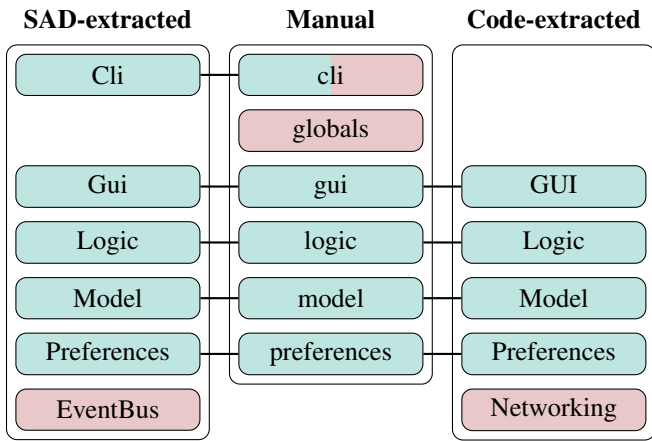 SAD-extracted Manual Code-extracted
Cli cli
globals
Gui gui GUI
Logic logic Logic
Model model Model
Preferences preferences Preferences
EventBus Networking